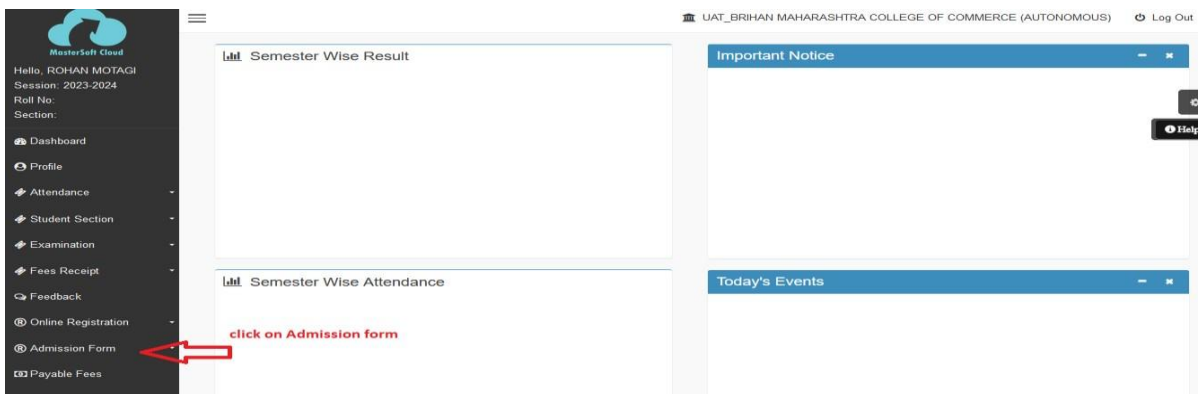 MasterSoft Cloud
Hello, ROHAN MOTAGI
Session: 2023-2024
Roll No:
Section:
Dashboard
Profile
Attendance
Student Section
Examination
Fees Receipt
Feedback
Online Registration
Admission Form
Payable Fees
UAT_BRIHAN MAHARASHTRA COLLEGE OF COMMERCE (AUTONOMOUS) Log Out
Semester Wise Result
Important Notice
Help
Semester Wise Attendance
Today's Events
click on Admission form